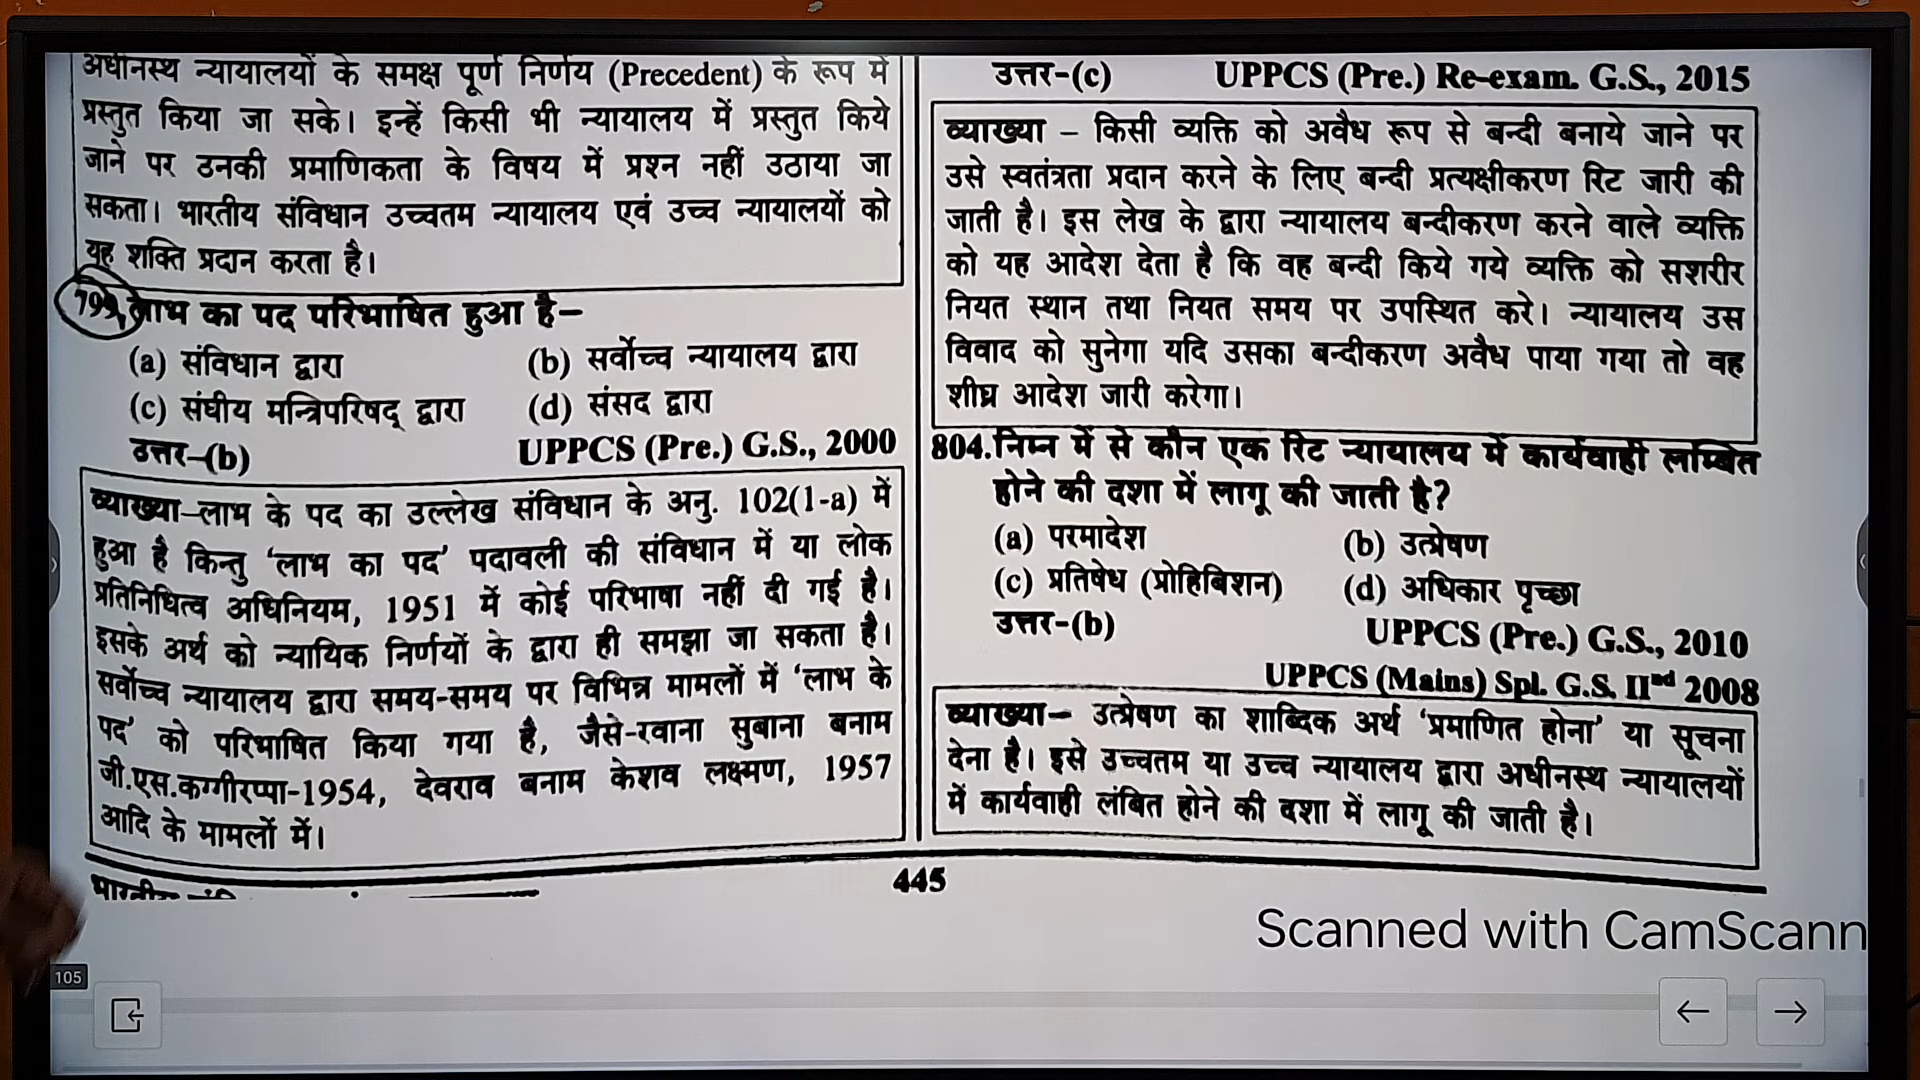 अधीनस्थ न्यायालयों के समक्ष पूर्ण निर्णय (Precedent) के रूप में
प्रस्तुत किया जा सके। इन्हें किसी भी न्यायालय में प्रस्तुत किये
जाने पर उनकी प्रमाणिकता के विषय में प्रश्न नहीं उठाया जा
सकता। भारतीय संविधान उच्चतम न्यायालय एवं उच्च न्यायालयों को
यह शक्ति प्रदान करता है।
799. लाभ का पद परिभाषित हुआ है–
(a) संविधान द्वारा (b) सर्वोच्च न्यायालय द्वारा
(c) संघीय मन्त्रिपरिषद् द्वारा (d) संसद द्वारा
उत्तर–(b) UPPCS (Pre.) G.S., 2000
व्याख्या–लाभ के पद का उल्लेख संविधान के अनु. 102(1-a) में
हुआ है किन्तु ‘लाभ का पद’ पदावली की संविधान में या लोक
प्रतिनिधित्व अधिनियम, 1951 में कोई परिभाषा नहीं दी गई है।
इसके अर्थ को न्यायिक निर्णयों के द्वारा ही समझा जा सकता है।
सर्वोच्च न्यायालय द्वारा समय-समय पर विभिन्न मामलों में ‘लाभ के
पद’ को परिभाषित किया गया है, जैसे-रवाना सुबाना बनाम
जी.एस.कग्गीरप्पा-1954, देवराव बनाम केशव लक्ष्मण, 1957
आदि के मामलों में।
उत्तर-(c) UPPCS (Pre.) Re-exam. G.S., 2015
व्याख्या – किसी व्यक्ति को अवैध रूप से बन्दी बनाये जाने पर
उसे स्वतंत्रता प्रदान करने के लिए बन्दी प्रत्यक्षीकरण रिट जारी की
जाती है। इस लेख के द्वारा न्यायालय बन्दीकरण करने वाले व्यक्ति
को यह आदेश देता है कि वह बन्दी किये गये व्यक्ति को सशरीर
नियत स्थान तथा नियत समय पर उपस्थित करे। न्यायालय उस
विवाद को सुनेगा यदि उसका बन्दीकरण अवैध पाया गया तो वह
शीघ्र आदेश जारी करेगा।
804. निम्न में से कौन एक रिट न्यायालय में कार्यवाही लम्बित
होने की दशा में लागू की जाती है?
(a) परमादेश (b) उत्प्रेषण
(c) प्रतिषेध (प्रोहिबिशन) (d) अधिकार पृच्छा
उत्तर-(b) UPPCS (Pre.) G.S., 2010
UPPCS (Mains) Spl. G.S. IInd 2008
व्याख्या– उत्प्रेषण का शाब्दिक अर्थ ‘प्रमाणित होना’ या सूचना
देना है। इसे उच्चतम या उच्च न्यायालय द्वारा अधीनस्थ न्यायालयों
में कार्यवाही लंबित होने की दशा में लागू की जाती है।
445
Scanned with CamScann
105